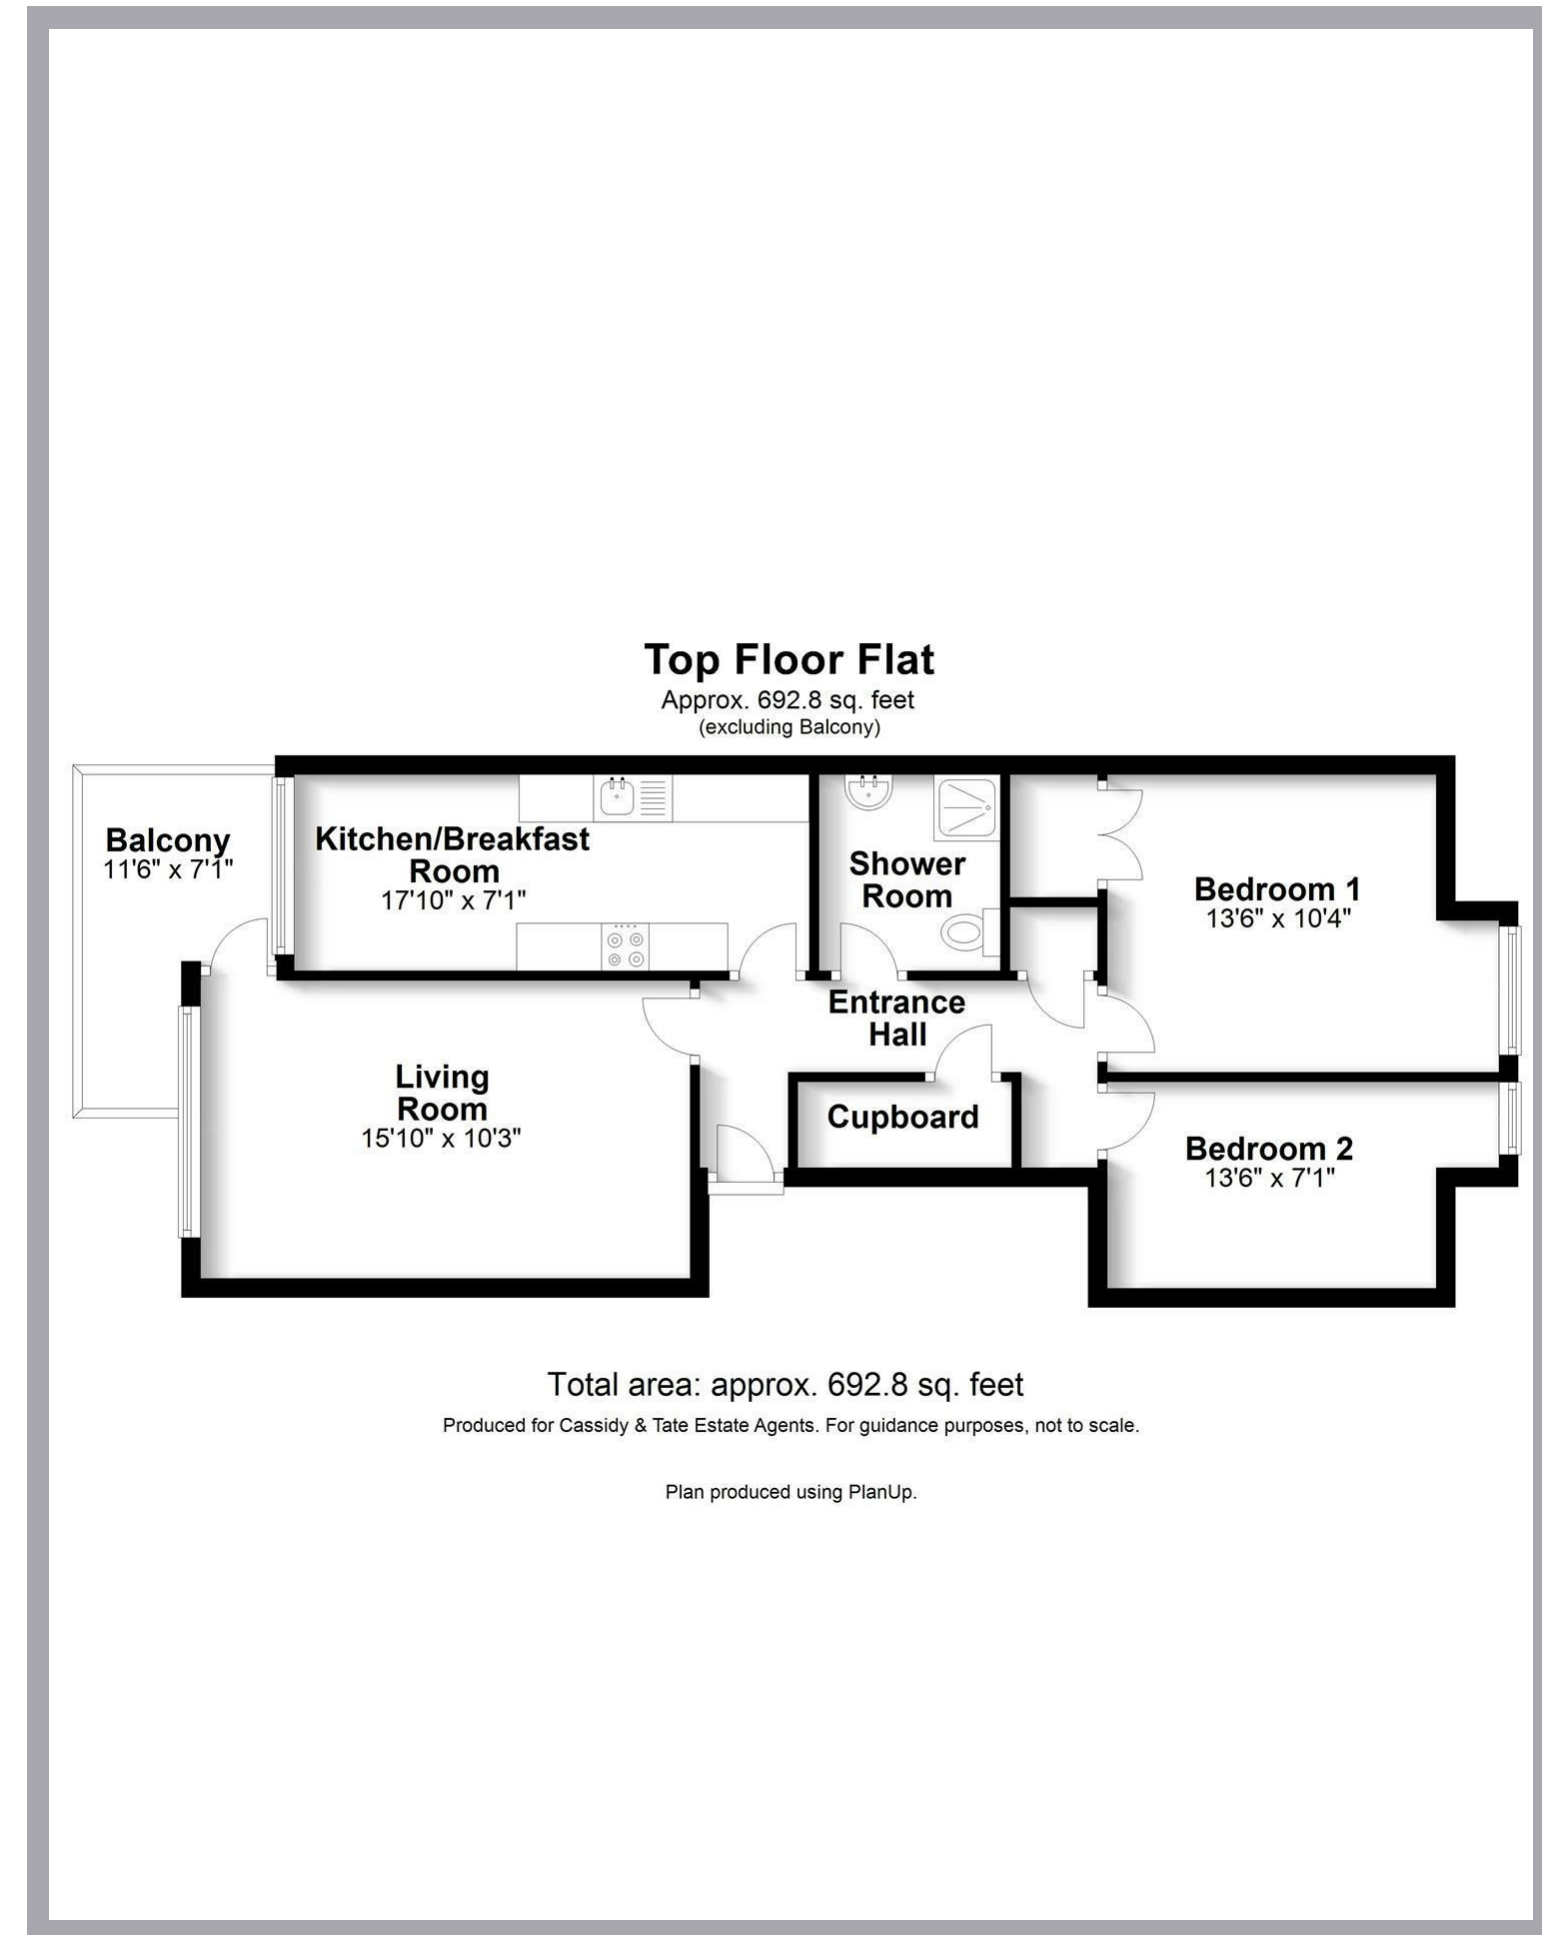 Top Floor Flat
Approx. 692.8 sq. feet
(excluding Balcony)
Balcony
11'6" x 7'1"
Kitchen/Breakfast
Room
17'10" x 7'1"
Shower
Room
Bedroom 1
13'6" x 10'4"
Entrance
Hall
Living
Room
15'10" x 10'3"
Cupboard
Bedroom 2
13'6" x 7'1"
Total area: approx. 692.8 sq. feet
Produced for Cassidy & Tate Estate Agents. For guidance purposes, not to scale.
Plan produced using PlanUp.